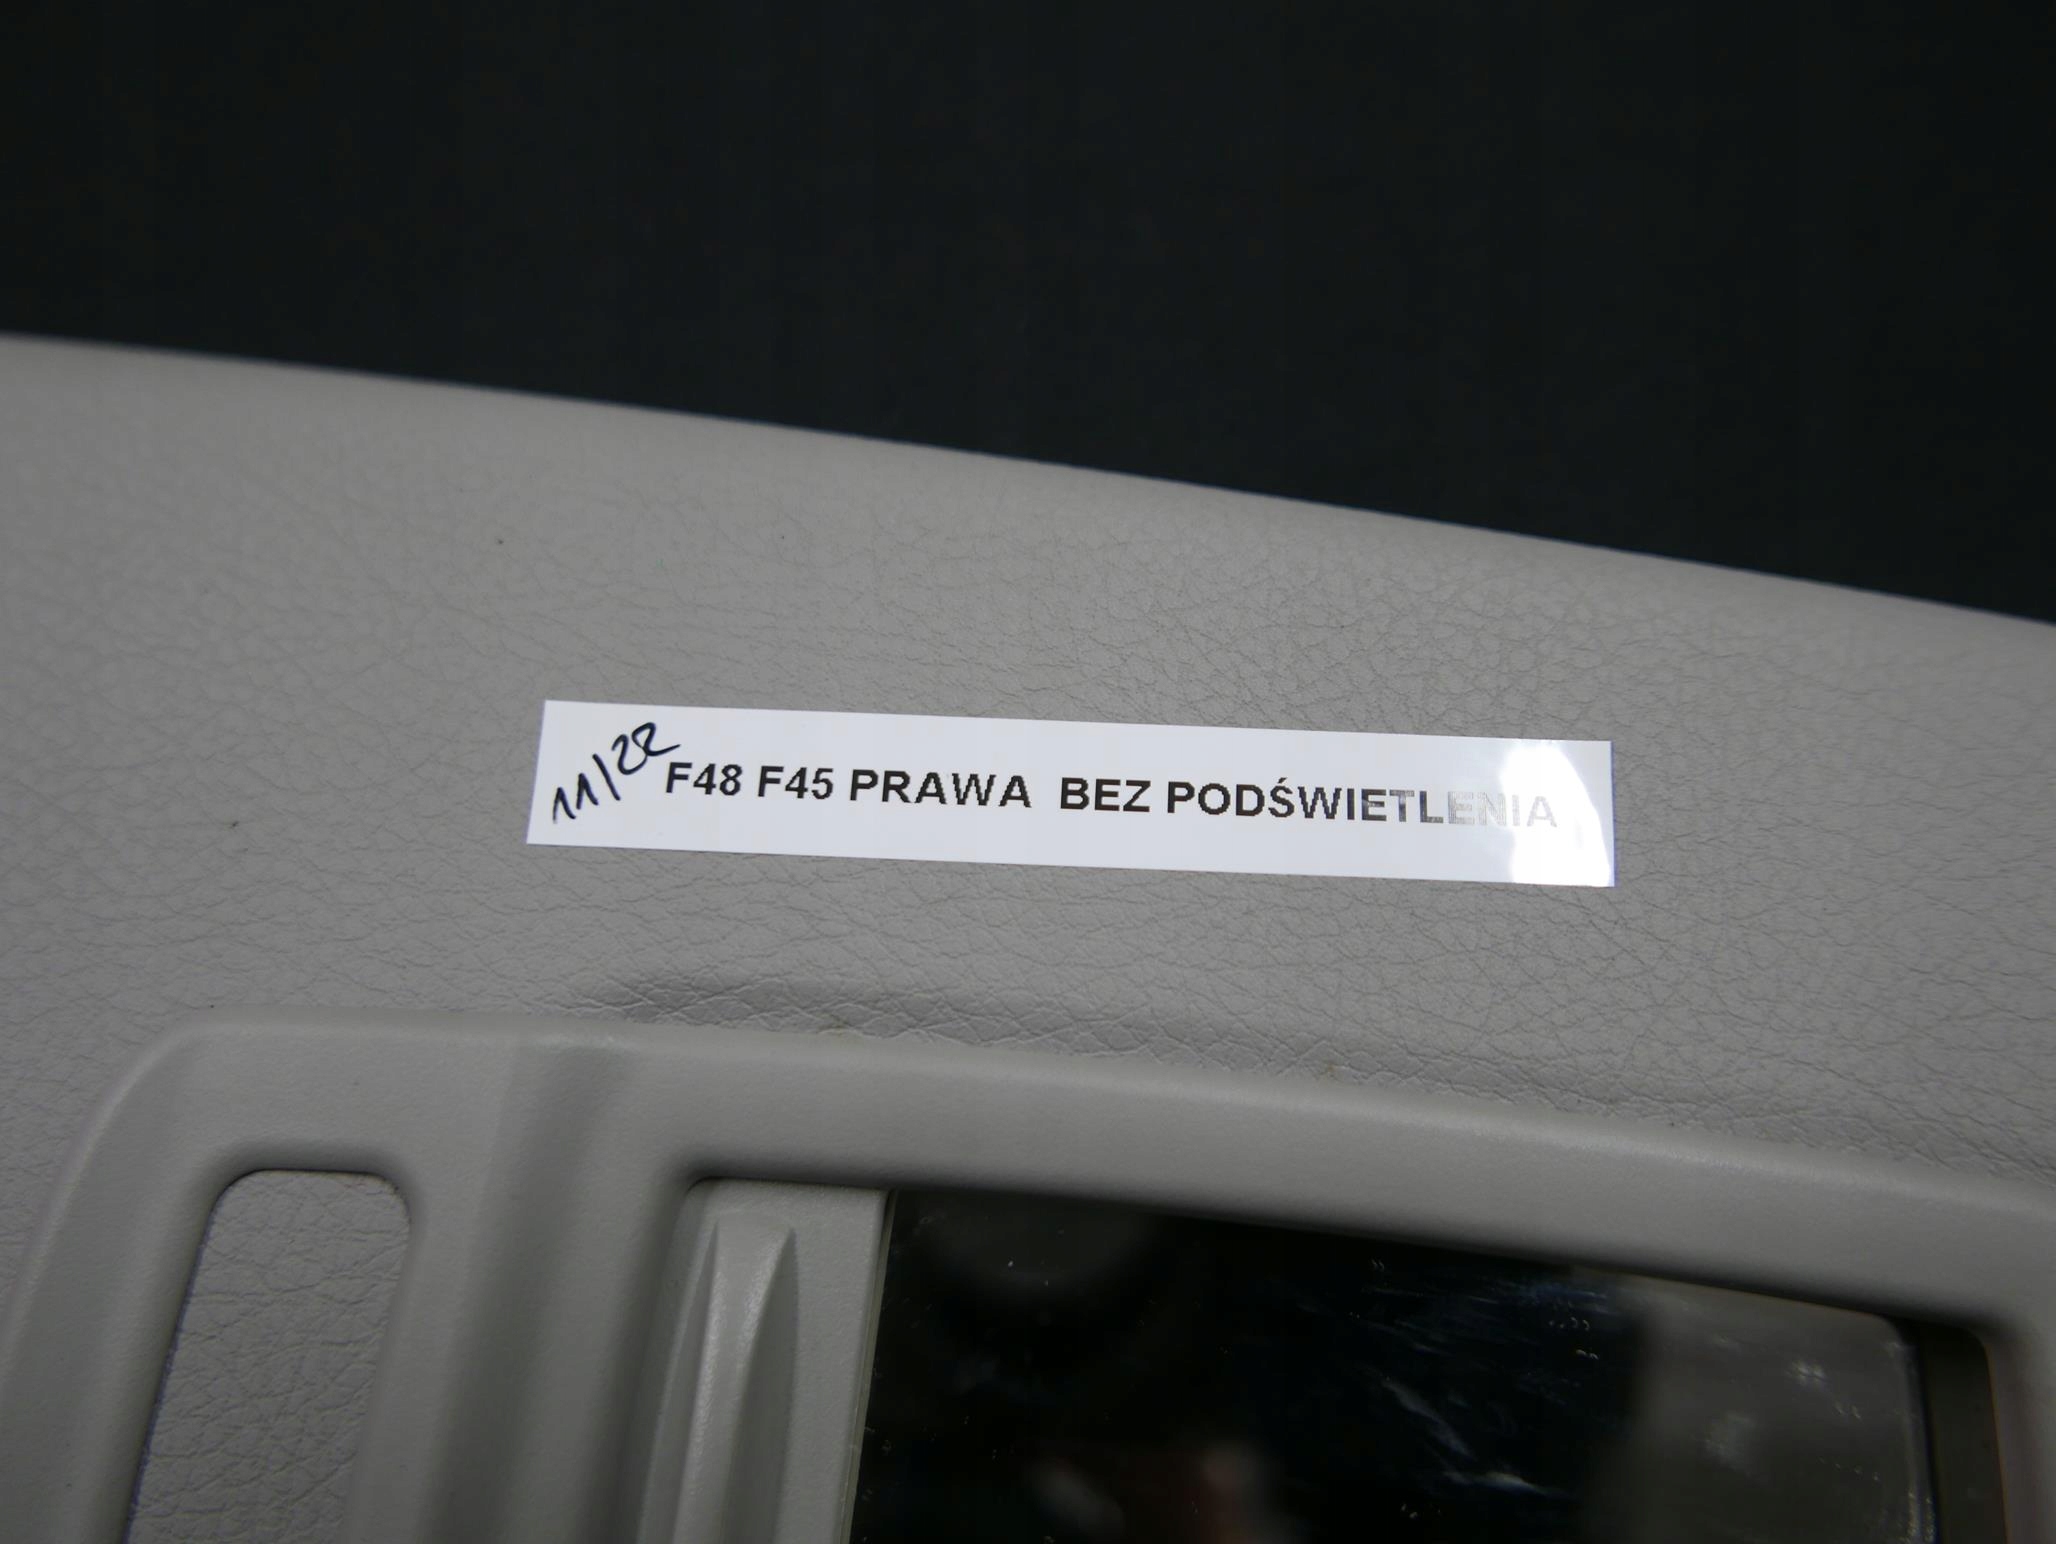 11/22
F48 F45 PRAWA BEZ PODŚWIETLENIA